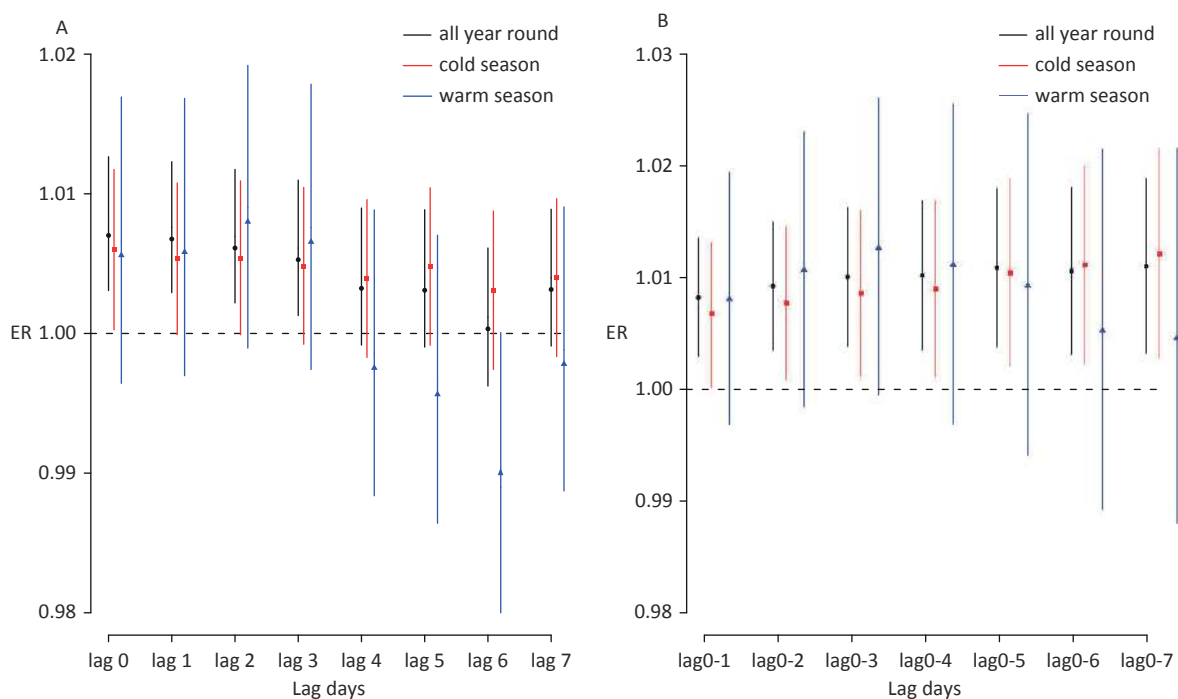 A
all year round
cold season
warm season
1.02
1.01
ER
1.00
0.99
0.98
lag 0 lag 1 lag 2 lag 3 lag 4 lag 5 lag 6 lag 7
Lag days
B
all year round
cold season
warm season
1.03
1.02
1.01
ER
1.00
0.99
0.98
lag0-1 lag0-2 lag0-3 lag0-4 lag0-5 lag0-6 lag0-7
Lag days